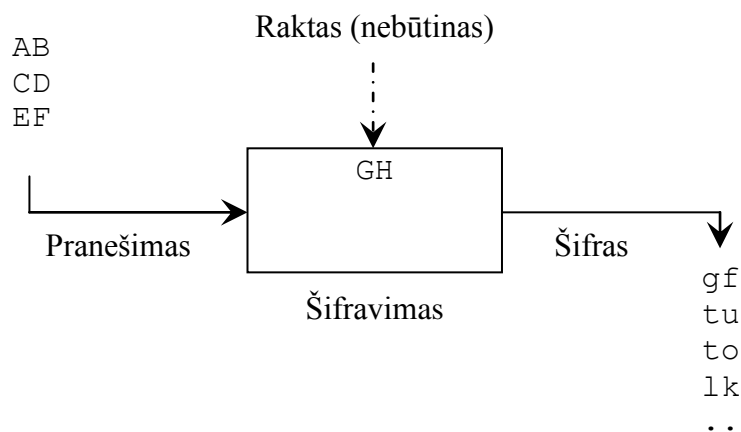 Raktas (nebūtinas)
AB
CD
EF
GH
Pranešimas
Šifras
Šifravimas
gf
tu
to
lk
..